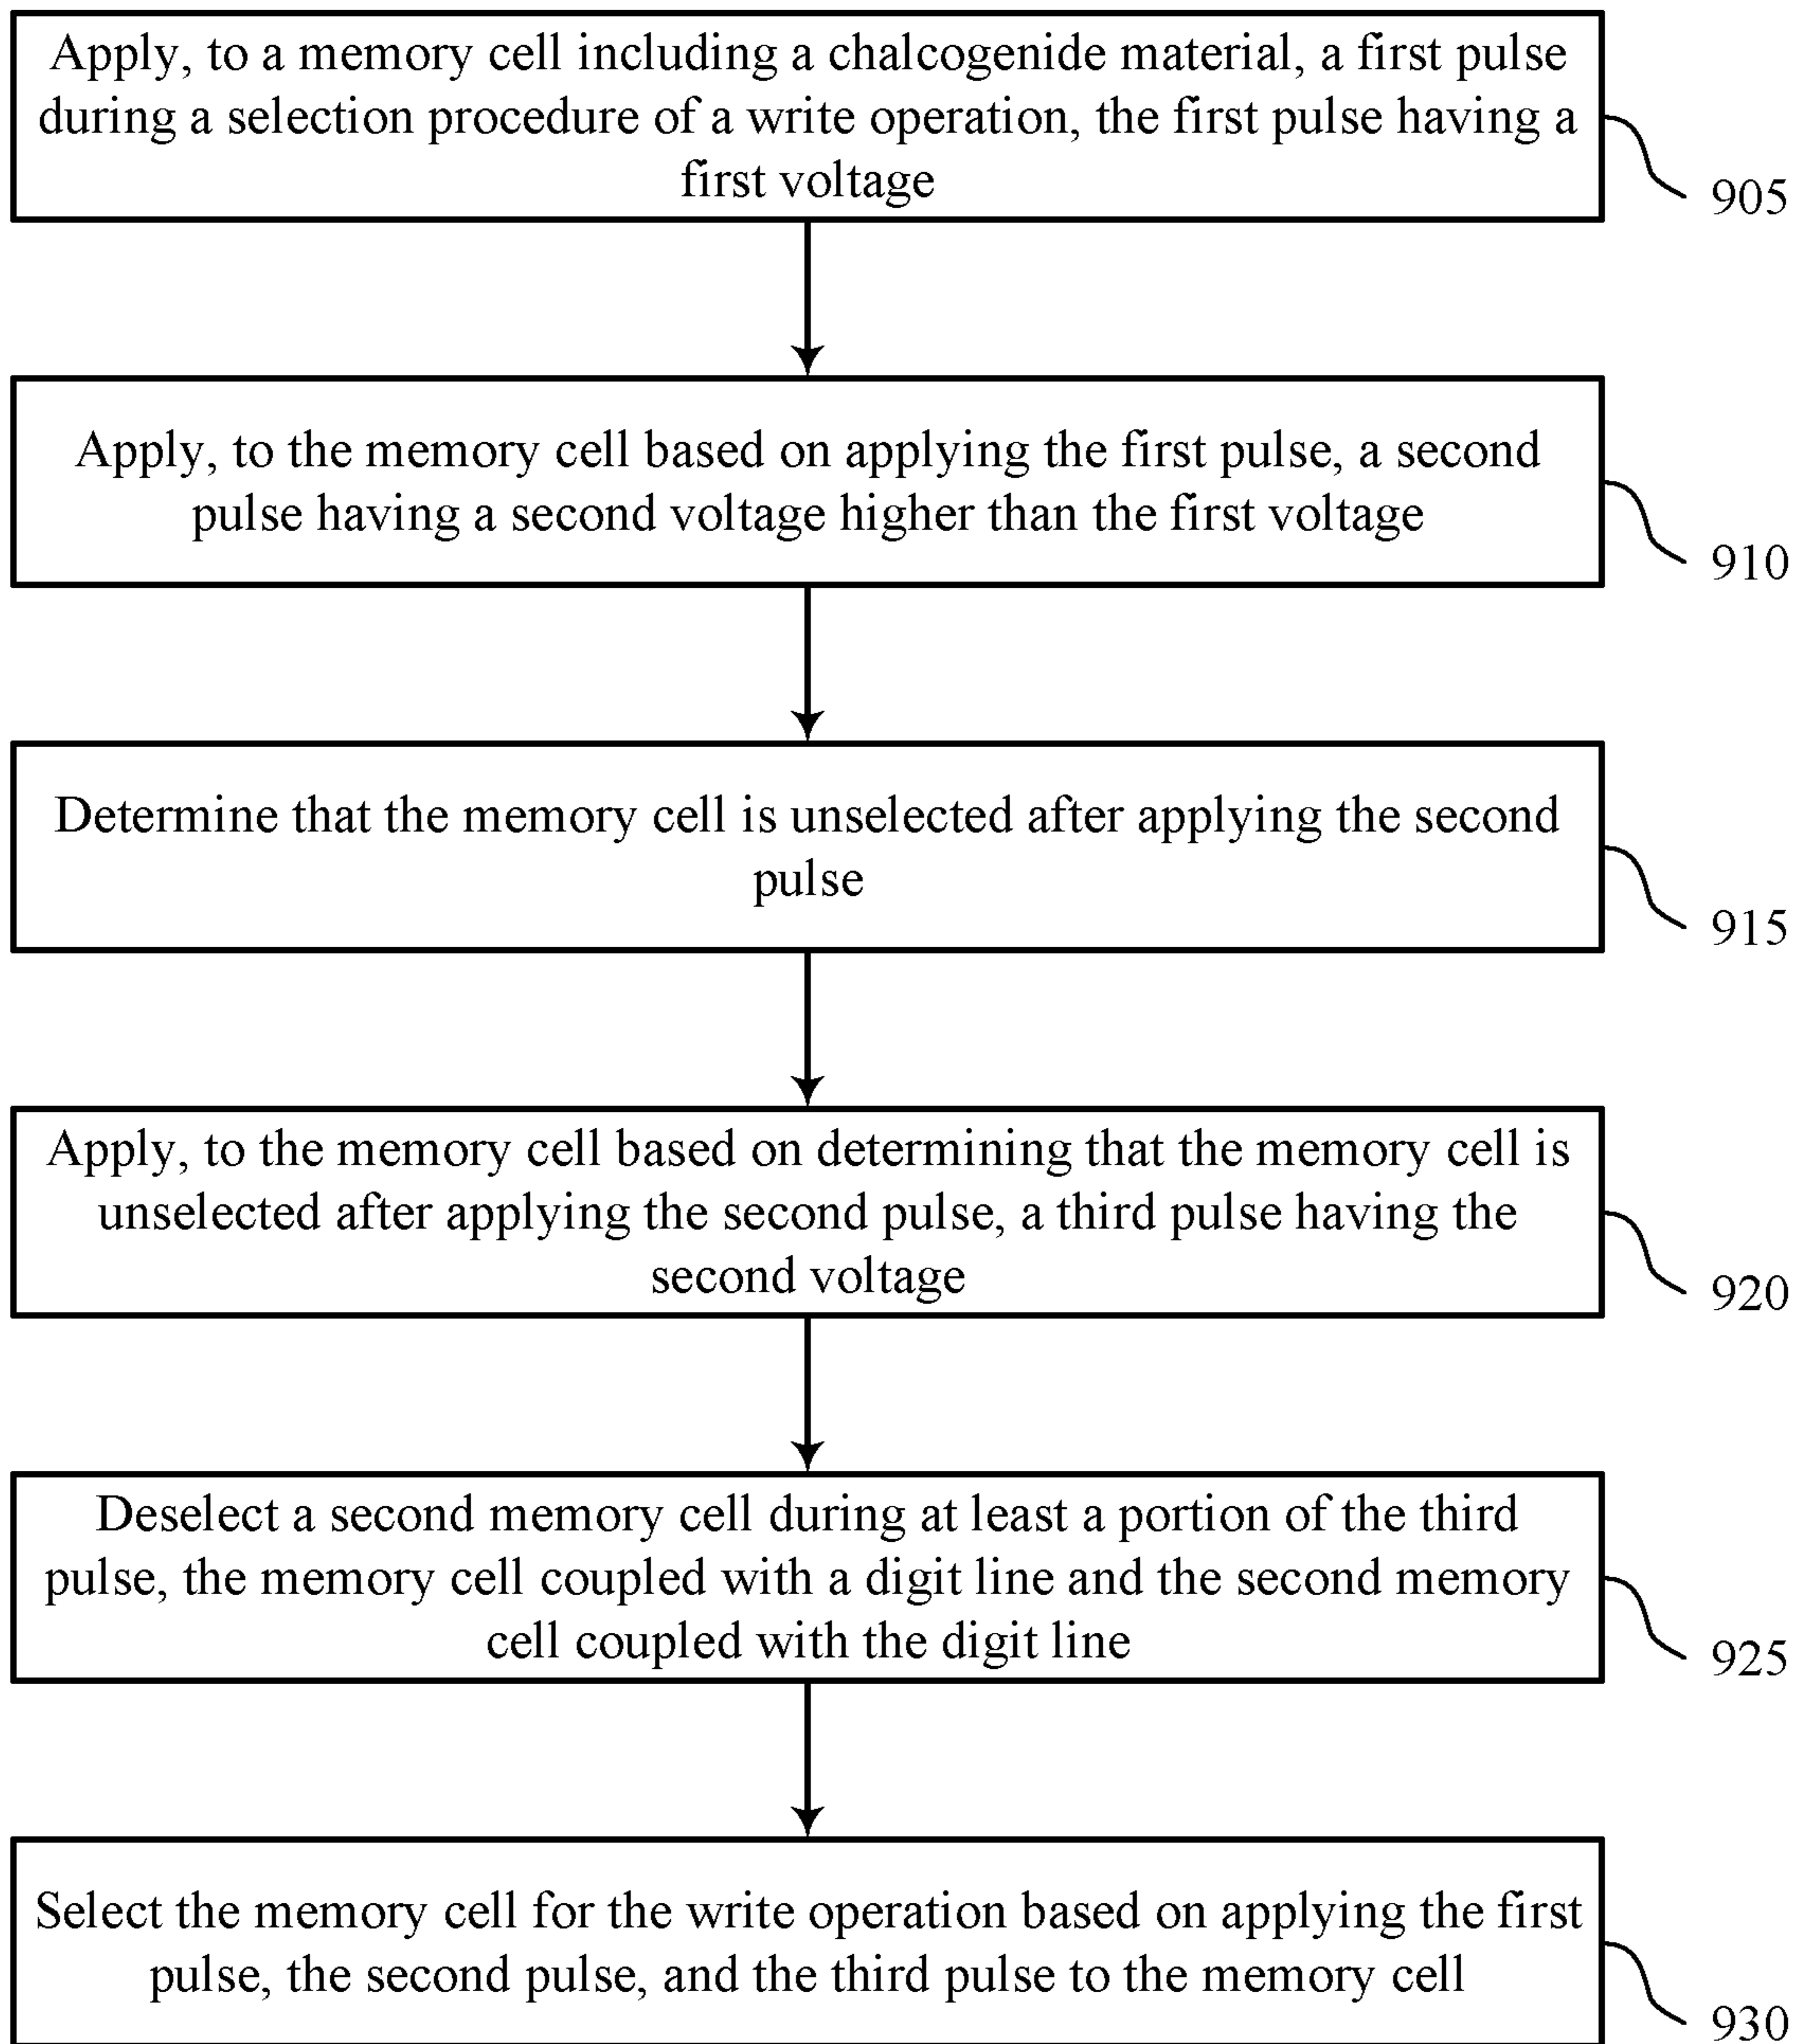 Apply, to a memory cell including a chalcogenide material, a first pulse
during a selection procedure of a write operation, the first pulse having a
first voltage
905
Apply, to the memory cell based on applying the first pulse, a second
pulse having a second voltage higher than the first voltage
910
Determine that the memory cell is unselected after applying the second
pulse
915
Apply, to the memory cell based on determining that the memory cell is
unselected after applying the second pulse, a third pulse having the
second voltage
920
Deselect a second memory cell during at least a portion of the third
pulse, the memory cell coupled with a digit line and the second memory
cell coupled with the digit line
925
Select the memory cell for the write operation based on applying the first
pulse, the second pulse, and the third pulse to the memory cell
930